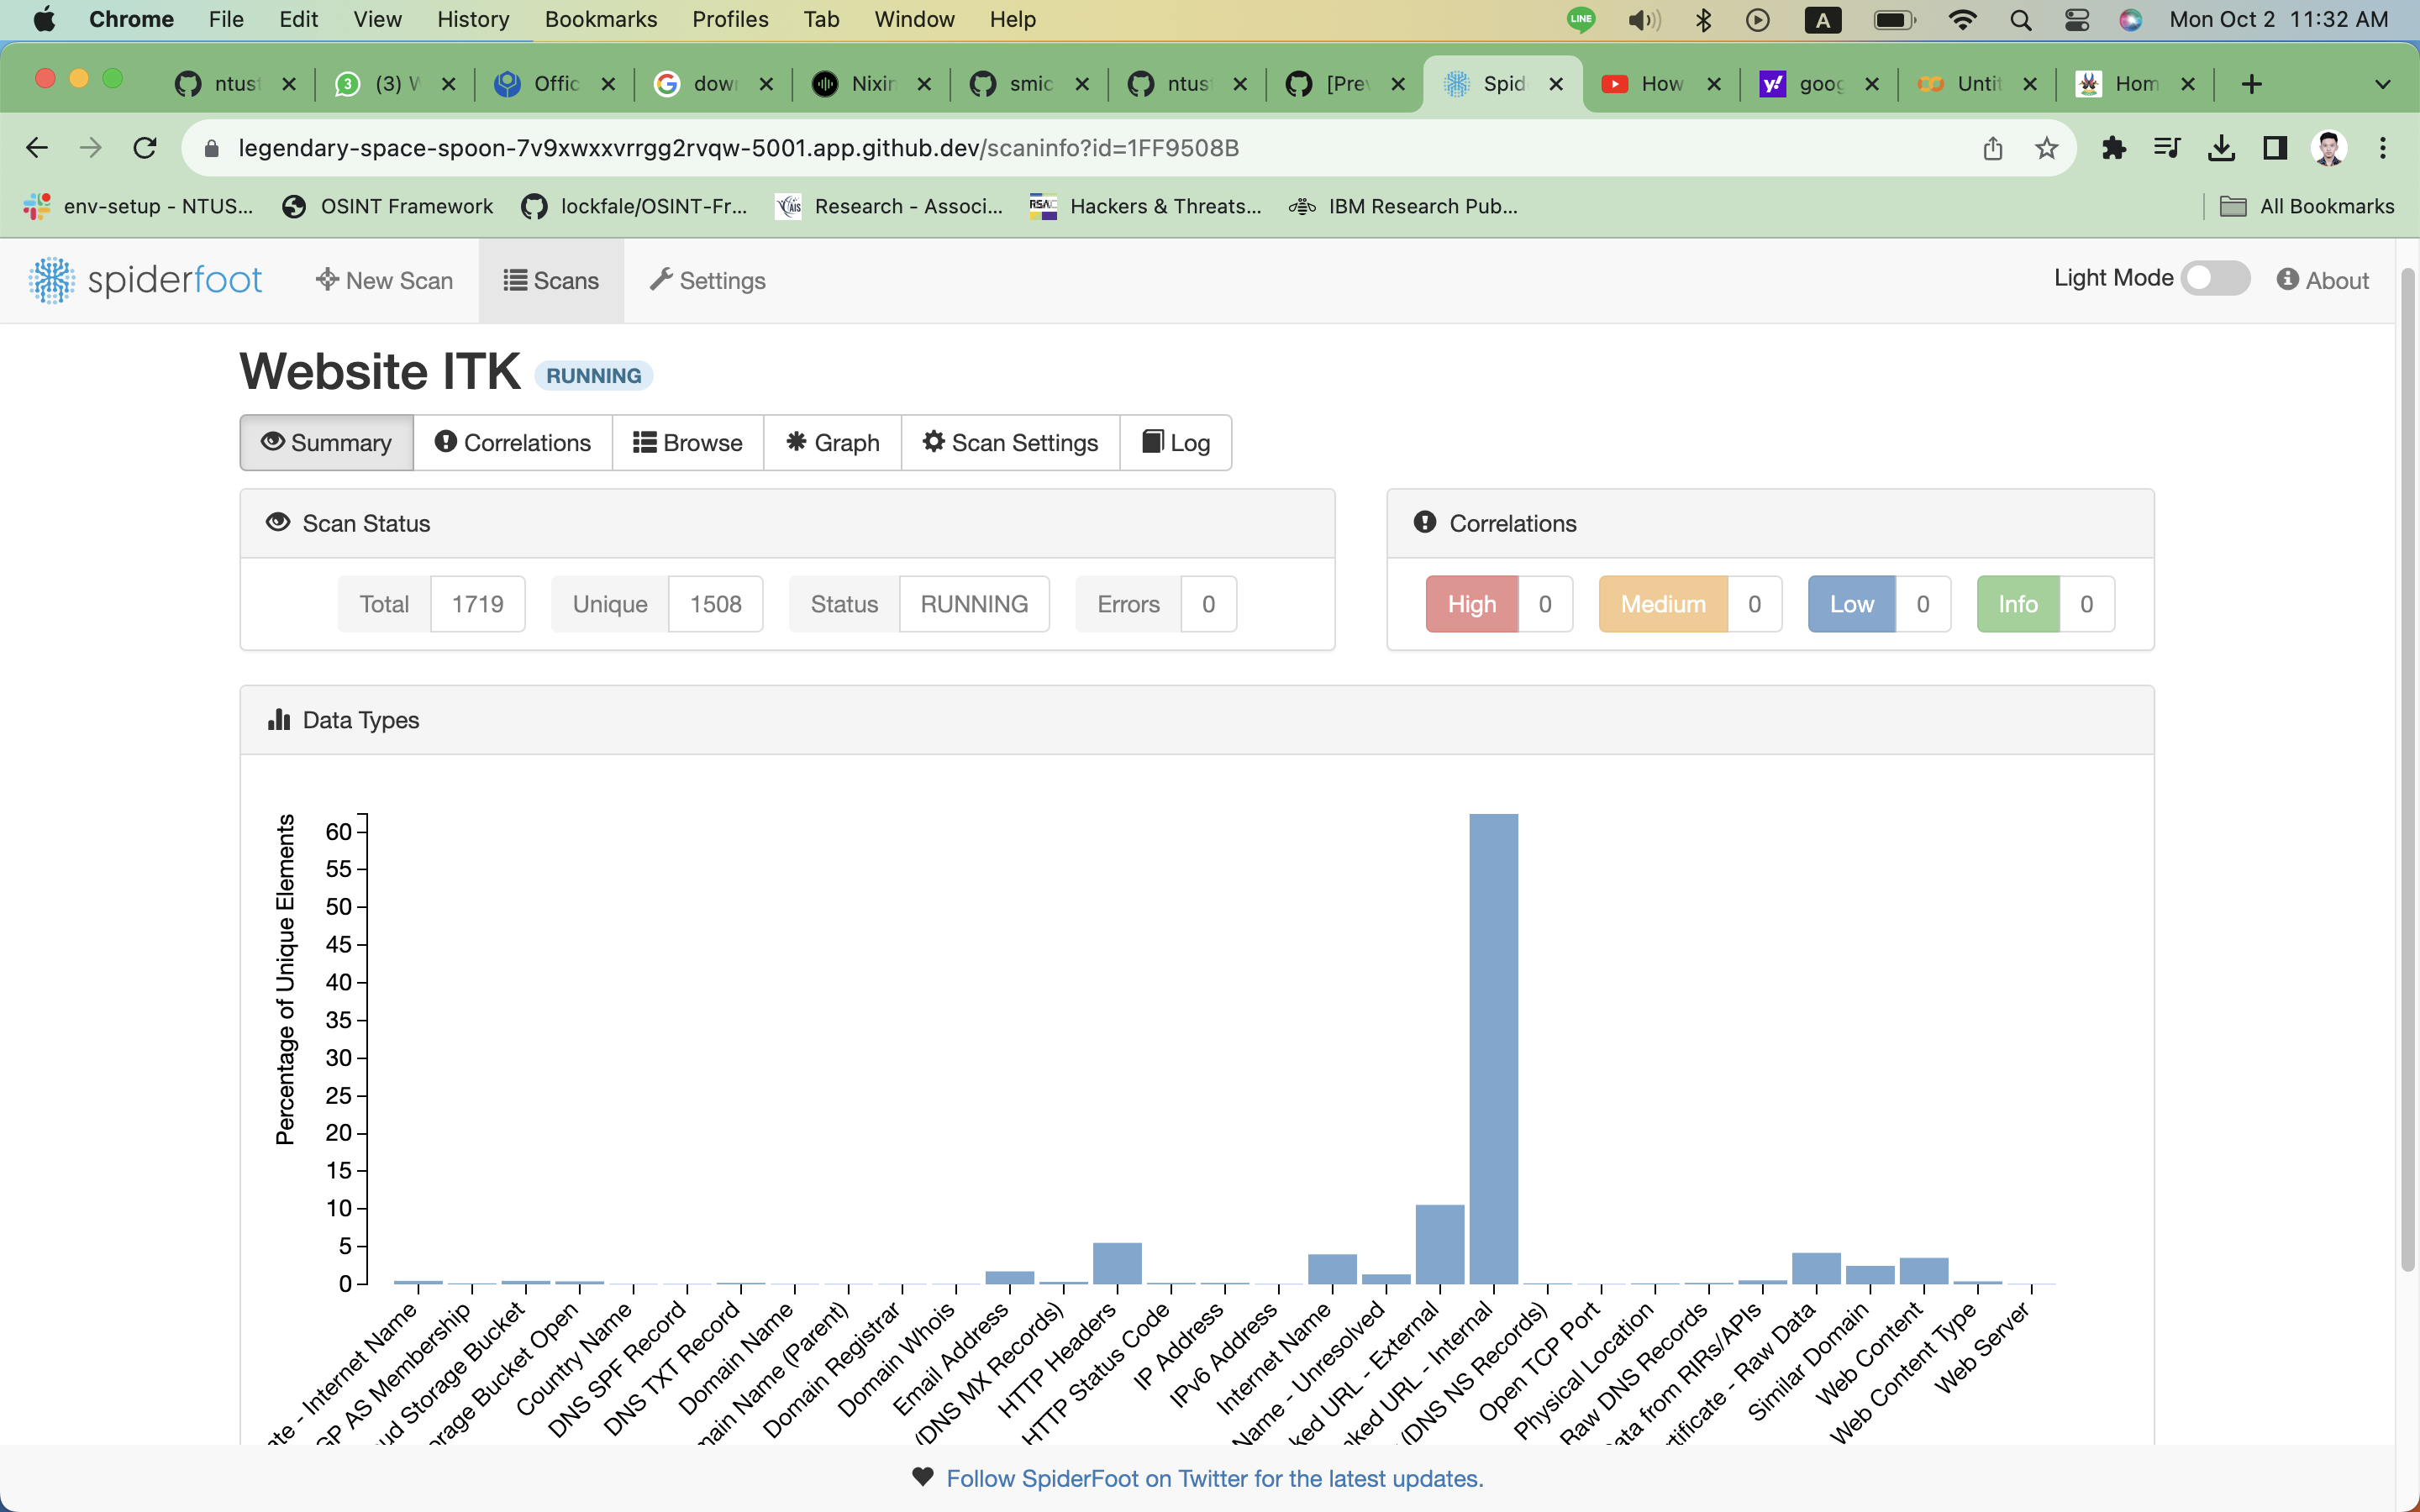 Chrome File Edit View History Bookmarks Profiles Tab Window Help LINE A Mon Oct 2 11:32 AM
ntust (3) W Offic dow Nixin smic ntust [Prev Spid How goog Untit Hom
legendary-space-spoon-7v9xwxxvrrgg2rvqw-5001.app.github.dev/scaninfo?id=1FF9508B
env-setup - NTUS... OSINT Framework lockfale/OSINT-Fr... Research - Associ... Hackers & Threats... IBM Research Pub... All Bookmarks
spiderfoot New Scan Scans Settings Light Mode About
Website ITK RUNNING
Summary Correlations Browse Graph Scan Settings Log
Scan Status
Total 1719 Unique 1508 Status RUNNING Errors 0
Correlations
High 0 Medium 0 Low 0 Info 0
Data Types
Percentage of Unique Elements
60
55
50
45
40
35
30
25
20
15
10
5
0
ate - Internet Name
GP AS Membership
ud Storage Bucket
orage Bucket Open
Country Name
DNS SPF Record
DNS TXT Record
Domain Name
main Name (Parent)
Domain Registrar
Domain Whois
Email Address
(DNS MX Records)
HTTP Headers
HTTP Status Code
IP Address
IPv6 Address
Internet Name
Name - Unresolved
ked URL - External
nked URL - Internal
(DNS NS Records)
Open TCP Port
Physical Location
Raw DNS Records
ata from RIRs/APIs
rtificate - Raw Data
Similar Domain
Web Content
Web Content Type
Web Server
Follow SpiderFoot on Twitter for the latest updates.